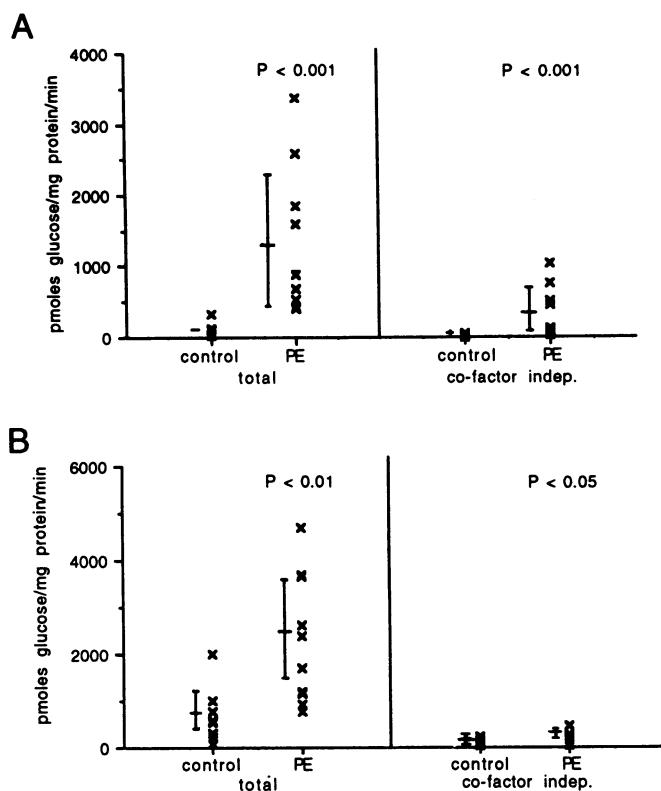 A
pmoles glucose/mg protein/min
4000
3000
2000
1000
0
P < 0.001
P < 0.001
control PE control PE
total co-factor indep.
B
pmoles glucose/mg protein/min
6000
4000
2000
0
P < 0.01
P < 0.05
control PE control PE
total co-factor indep.